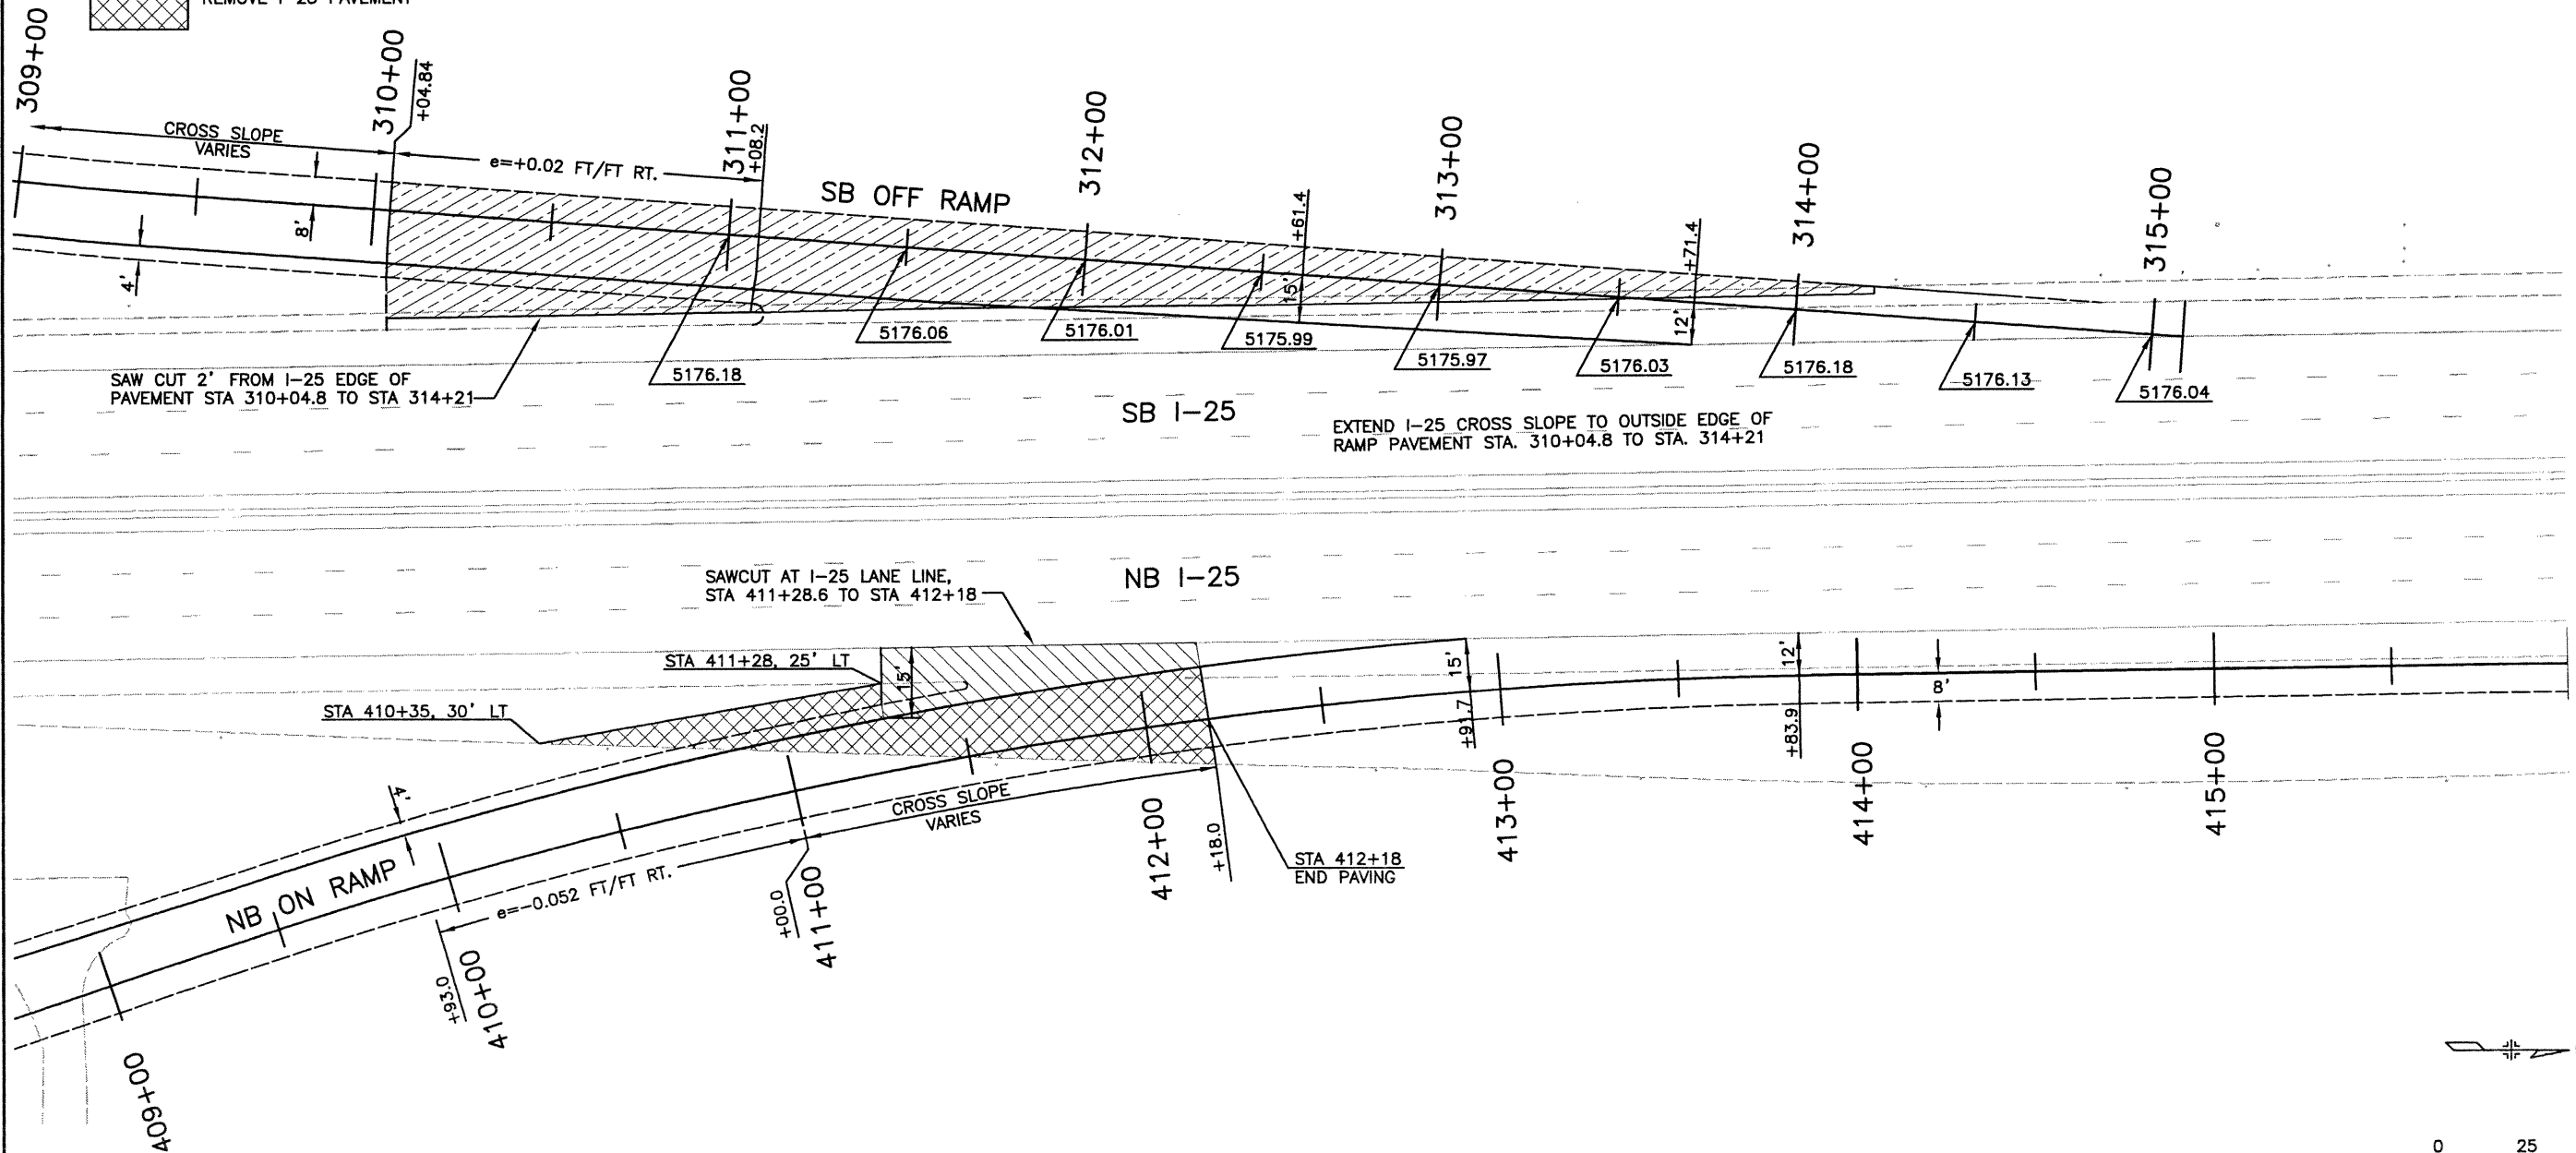 309+00
310+00
+04.84
311+00
+08.2
312+00
+61.4
313+00
+71.4
314+00
315+00
CROSS SLOPE
VARIES
e=+0.02 FT/FT RT.
SB OFF RAMP
8'
4'
15'
12'
5176.18
5176.06
5176.01
5175.99
5175.97
5176.03
5176.18
5176.13
5176.04
SAW CUT 2' FROM I-25 EDGE OF
PAVEMENT STA 310+04.8 TO STA 314+21
SB I-25
EXTEND I-25 CROSS SLOPE TO OUTSIDE EDGE OF
RAMP PAVEMENT STA. 310+04.8 TO STA. 314+21
SAWCUT AT I-25 LANE LINE,
STA 411+28.6 TO STA 412+18
NB I-25
STA 411+28, 25' LT
15'
STA 410+35, 30' LT
15'
12'
8'
+91.7
+83.9
4'
NB ON RAMP
e=-0.052 FT/FT RT.
CROSS SLOPE
VARIES
+18.0
STA 412+18
END PAVING
409+00
+93.0
410+00
+00.0
411+00
412+00
413+00
414+00
415+00
0 25